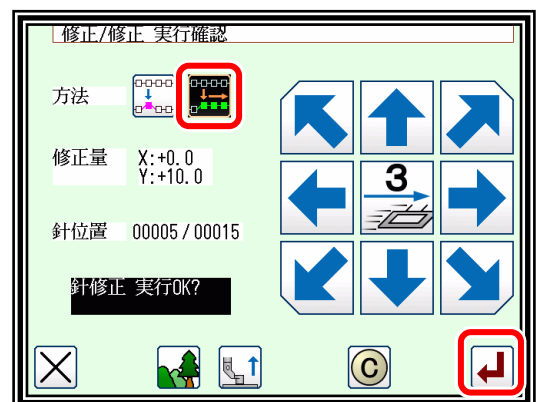 修正/修正 実行確認
方法
修正量 X:+0.0
Y:+10.0
3
針位置 00005/00015
針修正 実行OK?
C